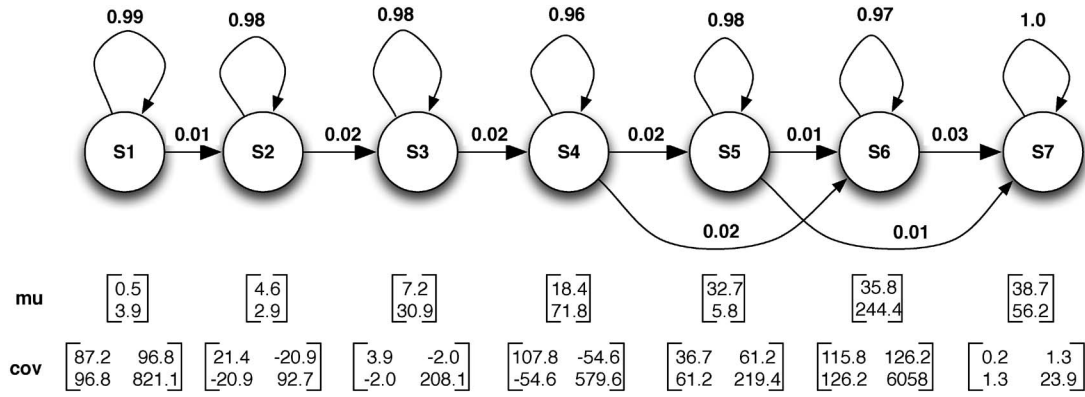 0.99 0.98 0.98 0.96 0.98 0.97 1.0
S1 0.01 S2 0.02 S3 0.02 S4 0.02 S5 0.01 S6 0.03 S7
0.02 0.01
mu
0.5 4.6 7.2 18.4 32.7 35.8 38.7
3.9 2.9 30.9 71.8 5.8 244.4 56.2
cov
87.2 96.8 21.4 -20.9 3.9 -2.0 107.8 -54.6 36.7 61.2 115.8 126.2 0.2 1.3
96.8 821.1 -20.9 92.7 -2.0 208.1 -54.6 579.6 61.2 219.4 126.2 6058 1.3 23.9